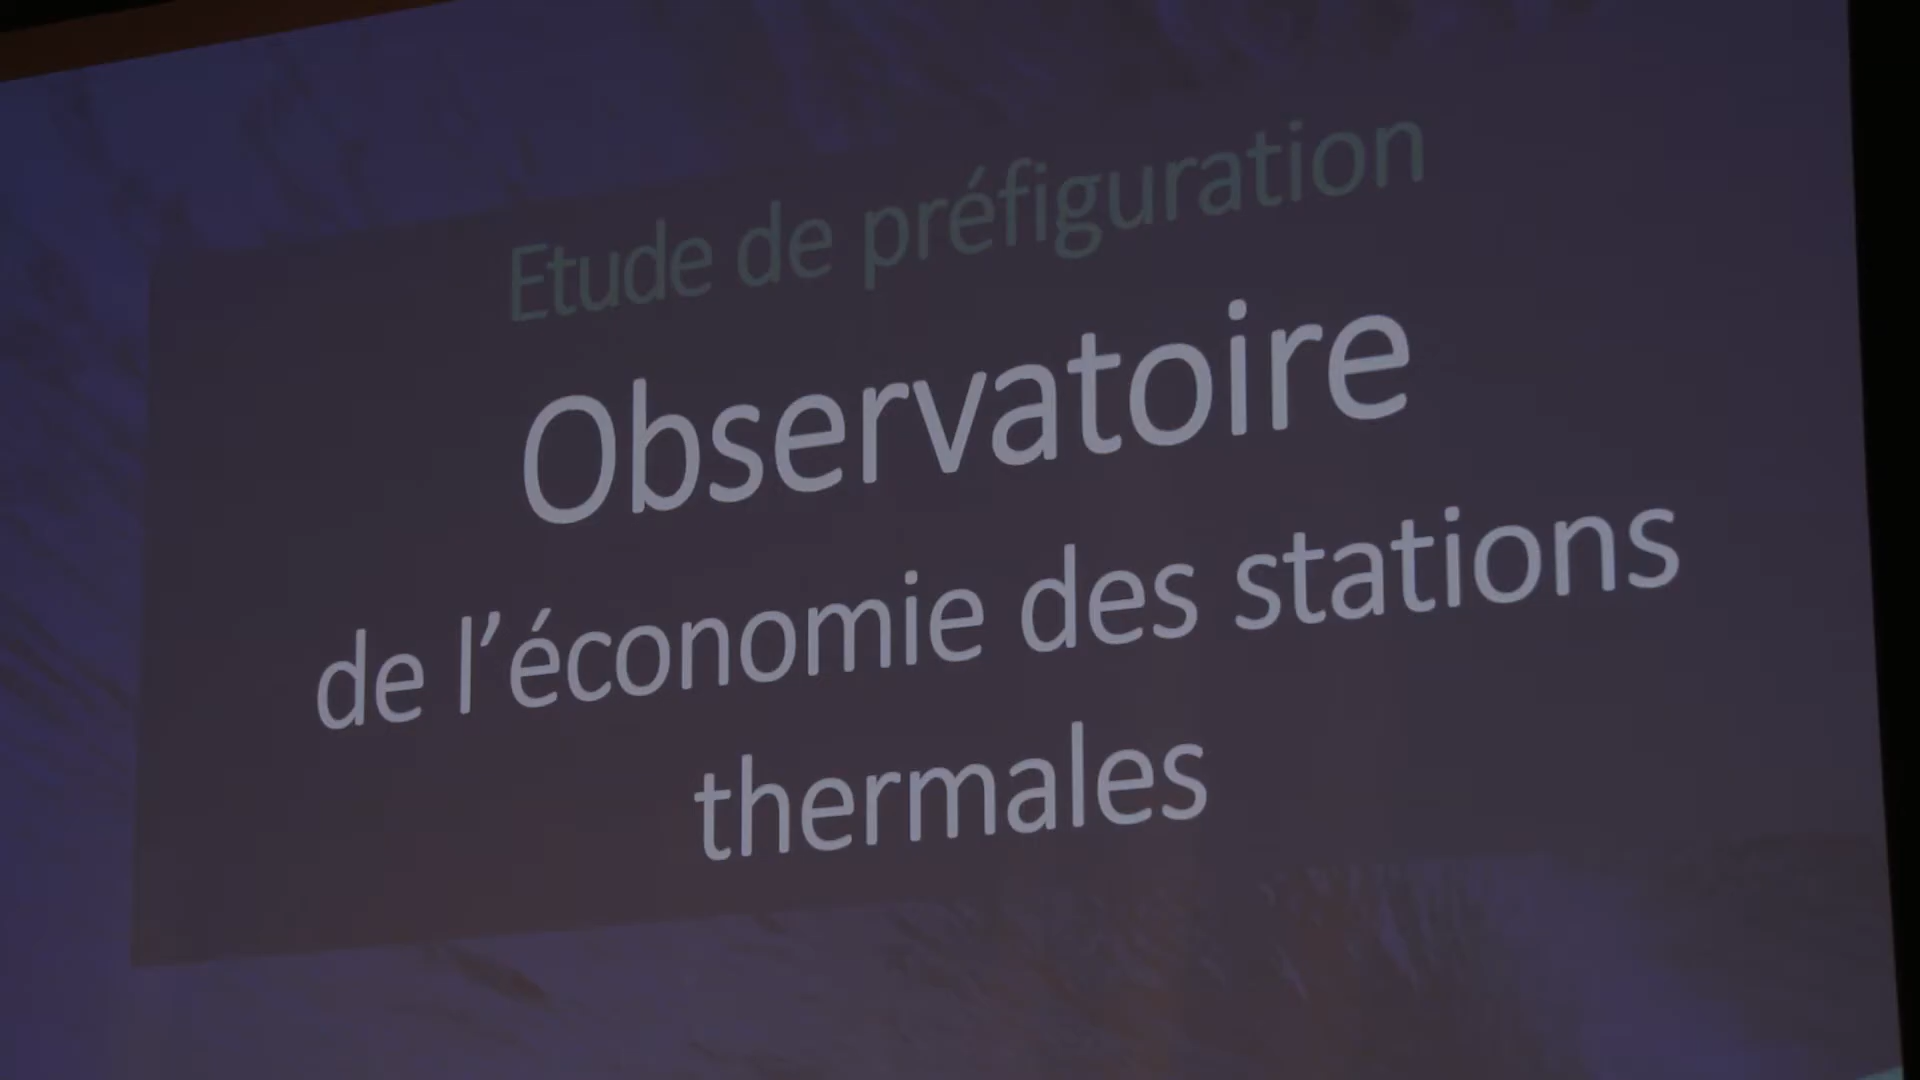 Etude de préfiguration
Observatoire
de l’économie des stations
thermales